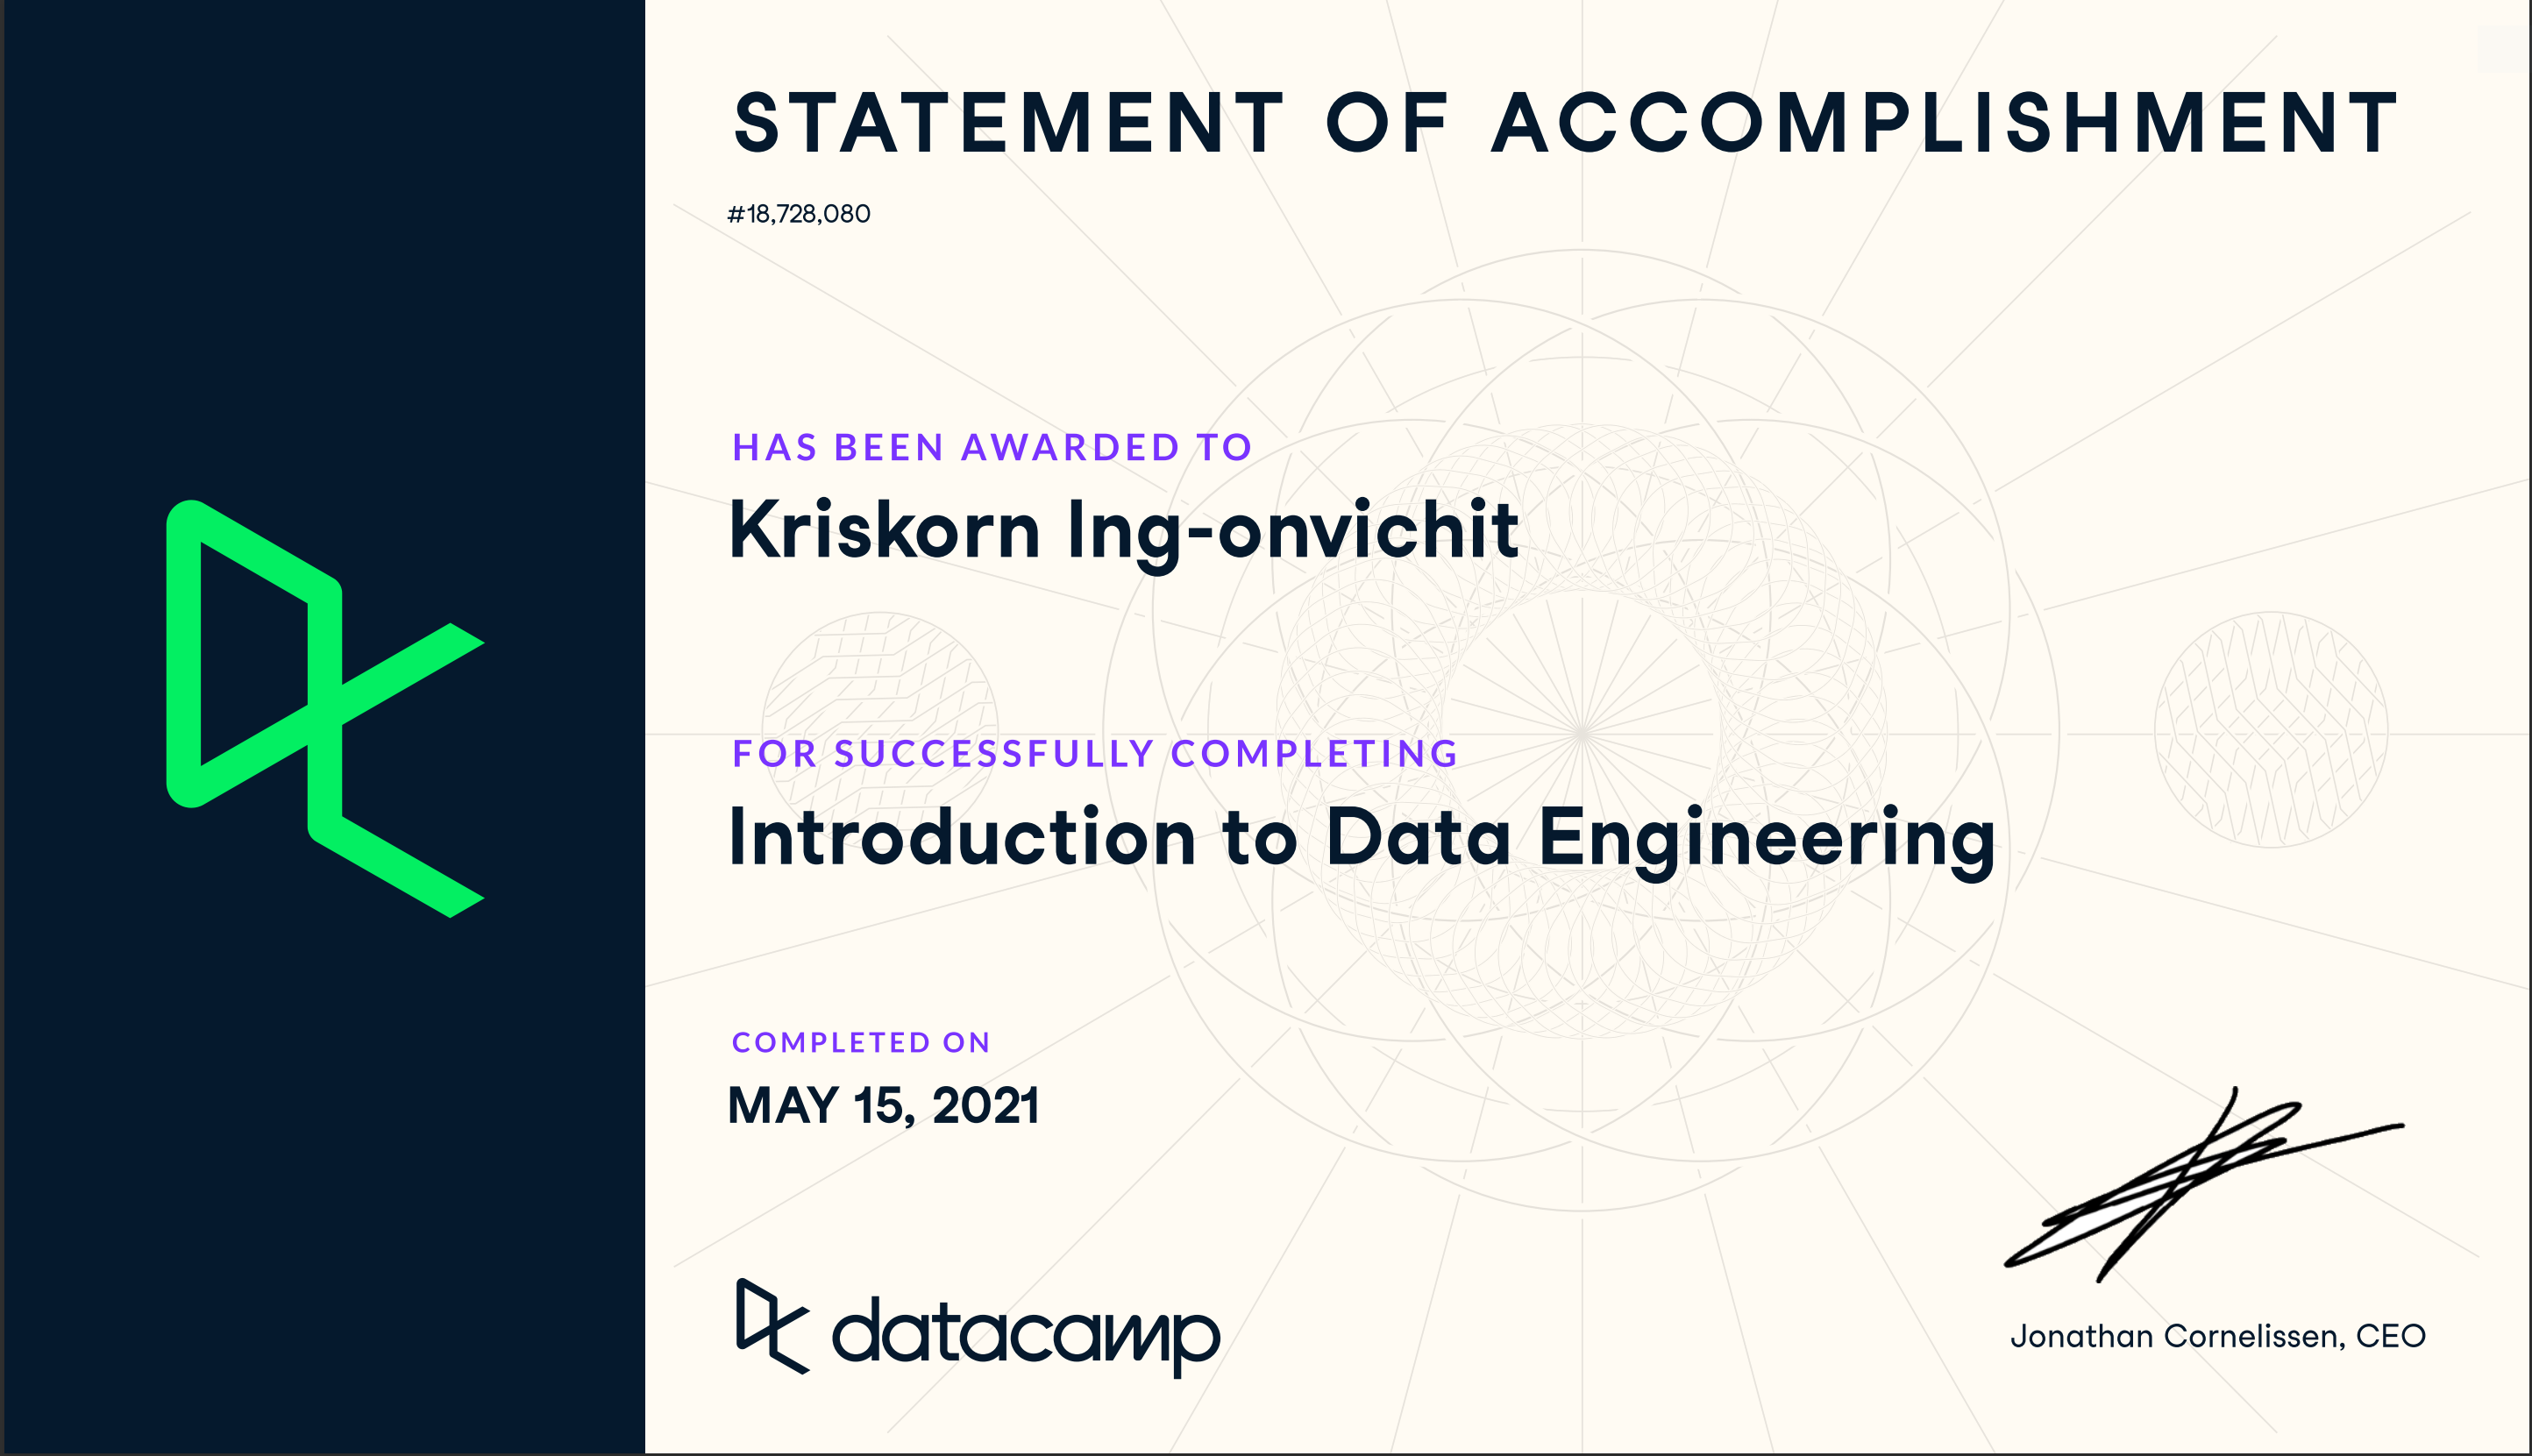 STATEMENT OF ACCOMPLISHMENT
#18,728,080
HAS BEEN AWARDED TO
Kriskorn Ing-onvichit
FOR SUCCESSFULLY COMPLETING
Introduction to Data Engineering
COMPLETED ON
MAY 15, 2021
datacamp
Jonathan Cornelissen, CEO